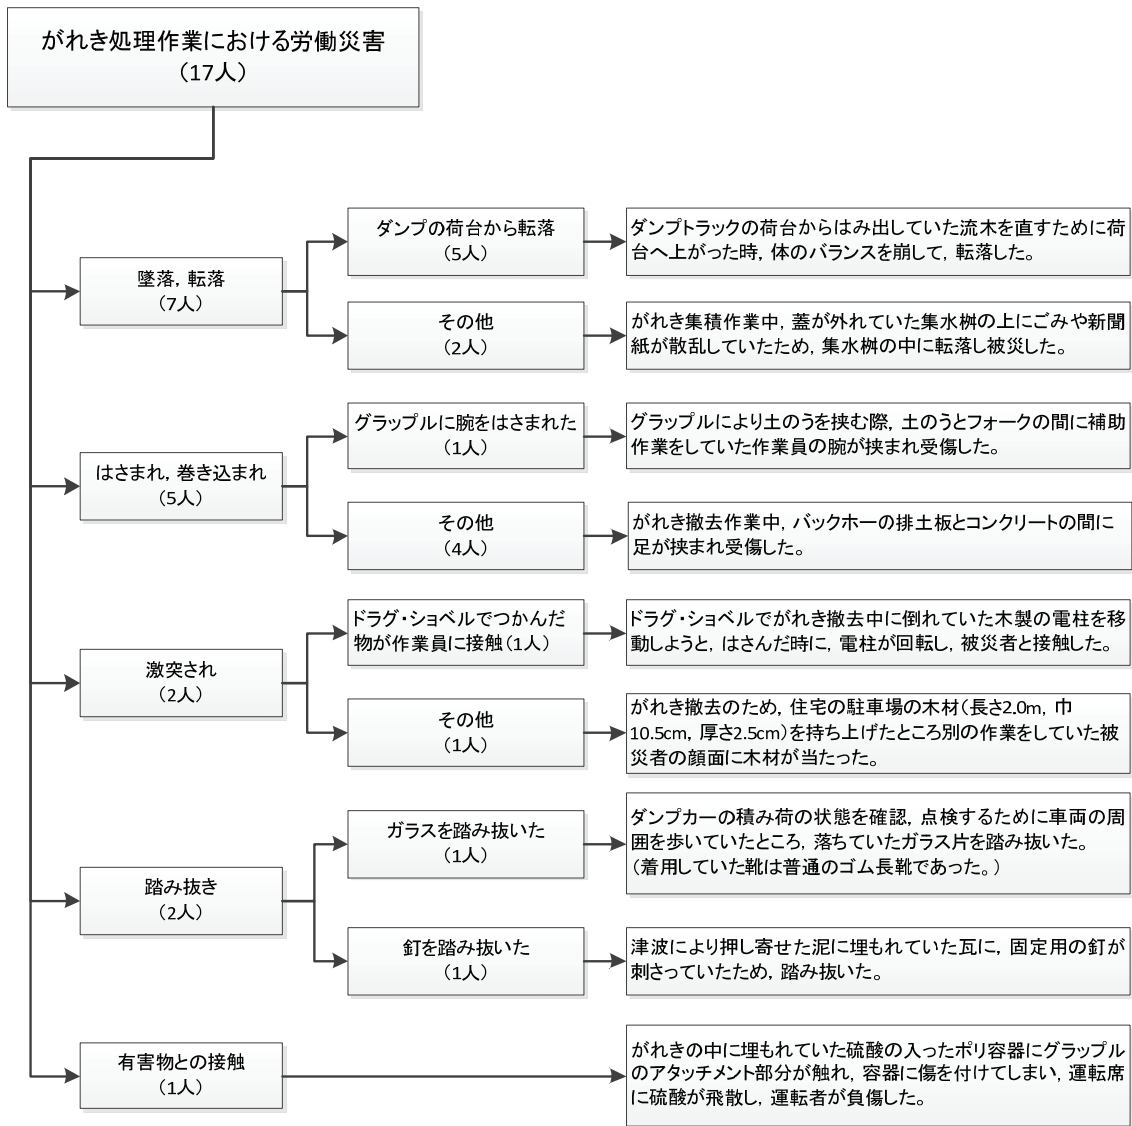 がれき処理作業における労働災害
（17人）
墜落，転落
（7人）
ダンプの荷台から転落
（5人）
ダンプトラックの荷台からはみ出していた流木を直すために荷
台へ上がった時，体のバランスを崩して，転落した。
その他
（2人）
がれき集積作業中，蓋が外れていた集水桝の上にごみや新聞
紙が散乱していたため，集水桝の中に転落し被災した。
はさまれ，巻き込まれ
（5人）
グラップルに腕をはさまれた
（1人）
グラップルにより土のうを挟む際，土のうとフォークの間に補助
作業をしていた作業員の腕が挟まれ受傷した。
その他
（4人）
がれき撤去作業中，バックホーの排土板とコンクリートの間に
足が挟まれ受傷した。
激突され
（2人）
ドラグ・ショベルでつかんだ
物が作業員に接触（1人）
ドラグ・ショベルでがれき撤去中に倒れていた木製の電柱を移
動しようと，はさんだ時に，電柱が回転し，被災者と接触した。
その他
（1人）
がれき撤去のため，住宅の駐車場の木材（長さ2.0m，巾
10.5cm，厚さ2.5cm）を持ち上げたところ別の作業をしていた被
災者の顔面に木材が当たった。
踏み抜き
（2人）
ガラスを踏み抜いた
（1人）
ダンプカーの積み荷の状態を確認，点検するために車両の周
囲を歩いていたところ，落ちていたガラス片を踏み抜いた。
（着用していた靴は普通のゴム長靴であった。）
釘を踏み抜いた
（1人）
津波により押し寄せた泥に埋もれていた瓦に，固定用の釘が
刺さっていたため，踏み抜いた。
有害物との接触
（1人）
がれきの中に埋もれていた硫酸の入ったポリ容器にグラップル
のアタッチメント部分が触れ，容器に傷を付けてしまい，運転席
に硫酸が飛散し，運転者が負傷した。